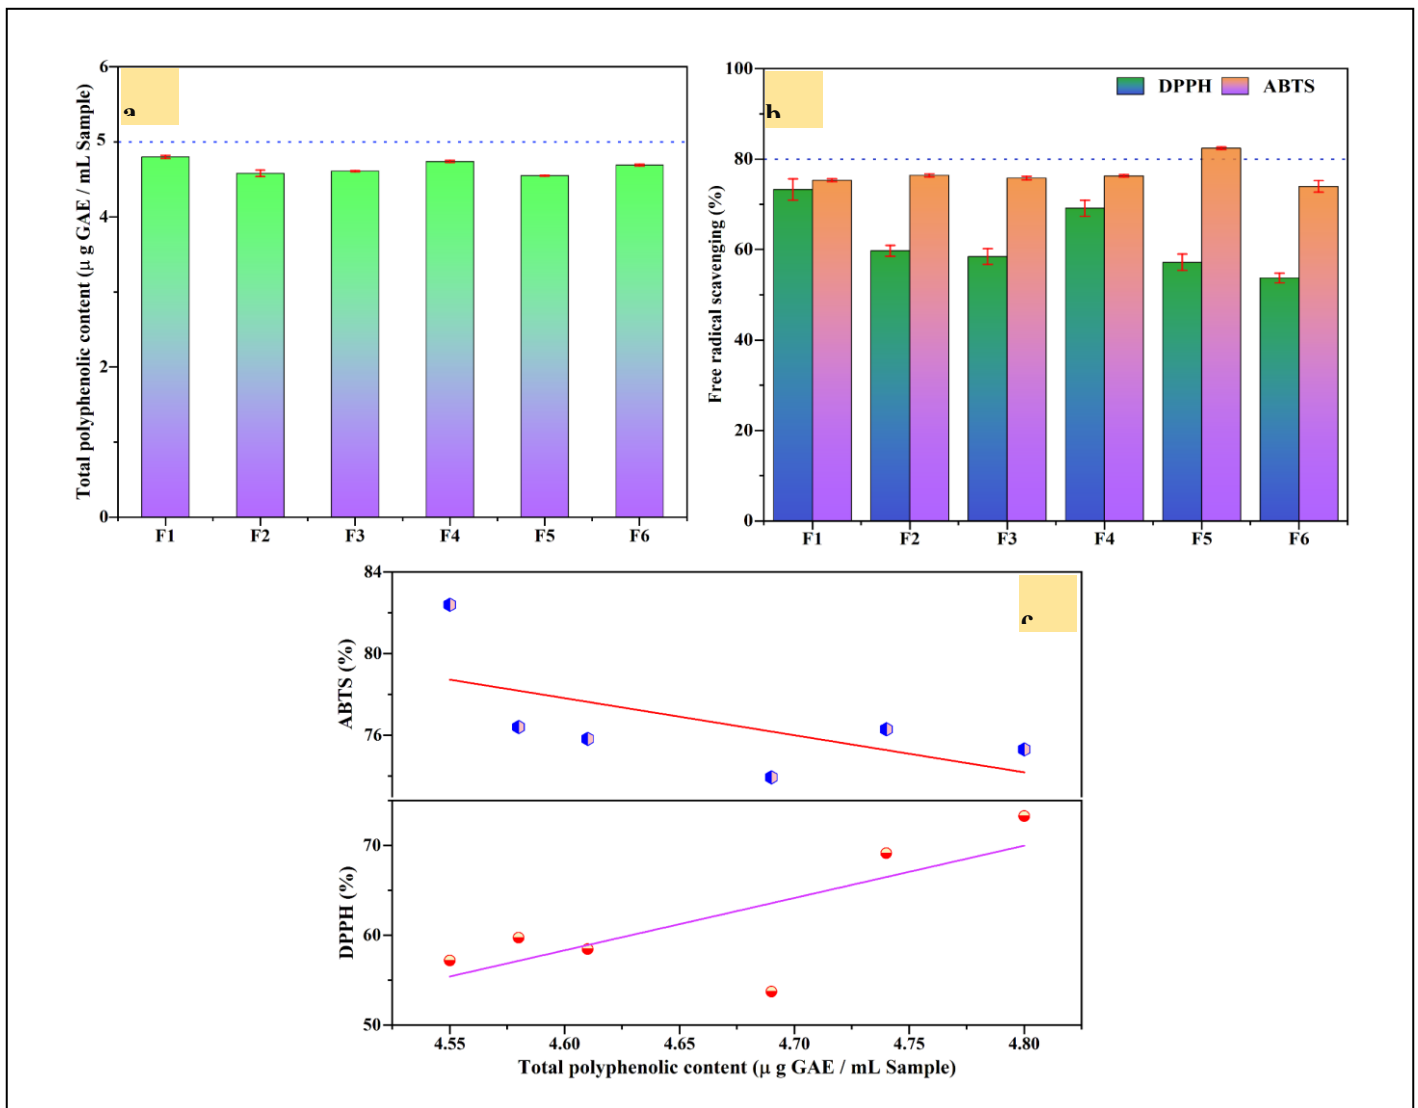 a
Total polyphenolic content (μ g GAE / mL Sample)
6
5
4
2
0
F1 F2 F3 F4 F5 F6
b
DPPH ABTS
Free radical scavenging (%)
100
80
60
40
20
0
F1 F2 F3 F4 F5 F6
c
ABTS (%)
84
80
76
DPPH (%)
70
60
50
4.55 4.60 4.65 4.70 4.75 4.80
Total polyphenolic content (μ g GAE / mL Sample)